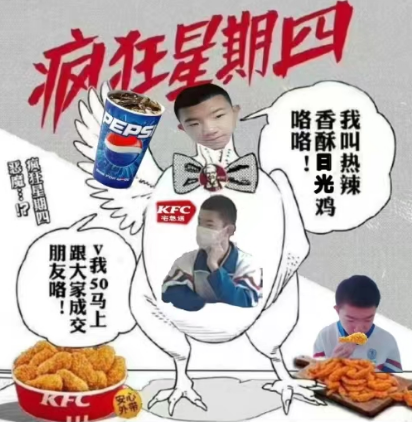 疯狂星期四
PEPSI
我叫热辣
香酥日光鸡
咯咯！
疯狂星期四
恶魔…!?
KFC
宅急送
V我50马上
跟大家成交
朋友咯！
KFC
安心
外带